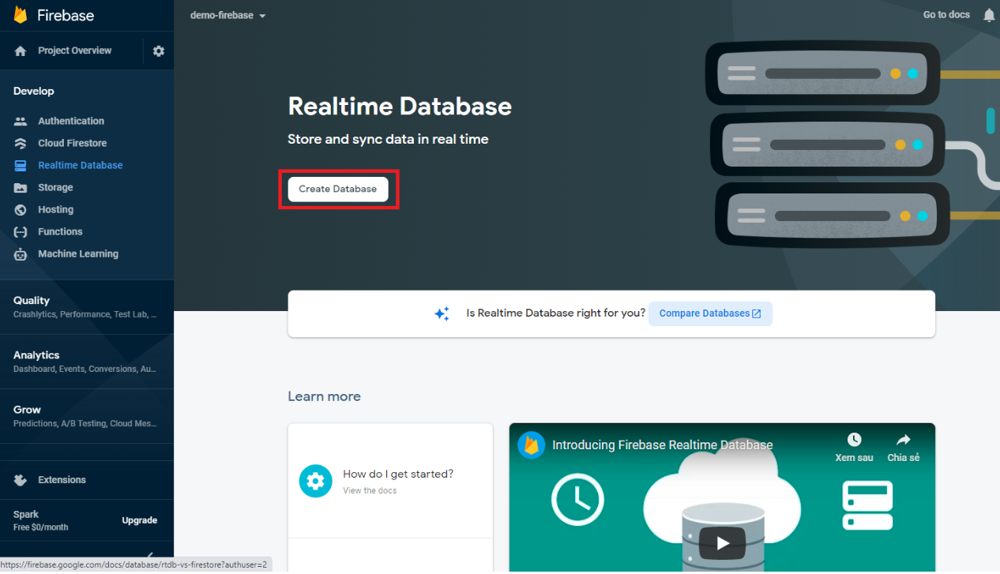 Firebase
demo-firebase
Go to docs
Project Overview
Develop
Authentication
Cloud Firestore
Realtime Database
Storage
Hosting
Functions
Machine Learning
Quality
Crashlytics, Performance, Test Lab, ...
Analytics
Dashboard, Events, Conversions, Au...
Grow
Predictions, A/B Testing, Cloud Mes...
Extensions
Spark
Free $0/month
Upgrade
https://firebase.google.com/docs/database/rtdb-vs-firestore?authuser=2
Realtime Database
Store and sync data in real time
Create Database
Is Realtime Database right for you? Compare Databases
Learn more
How do I get started?
View the docs
Introducing Firebase Realtime Database
Xem sau
Chia sẻ